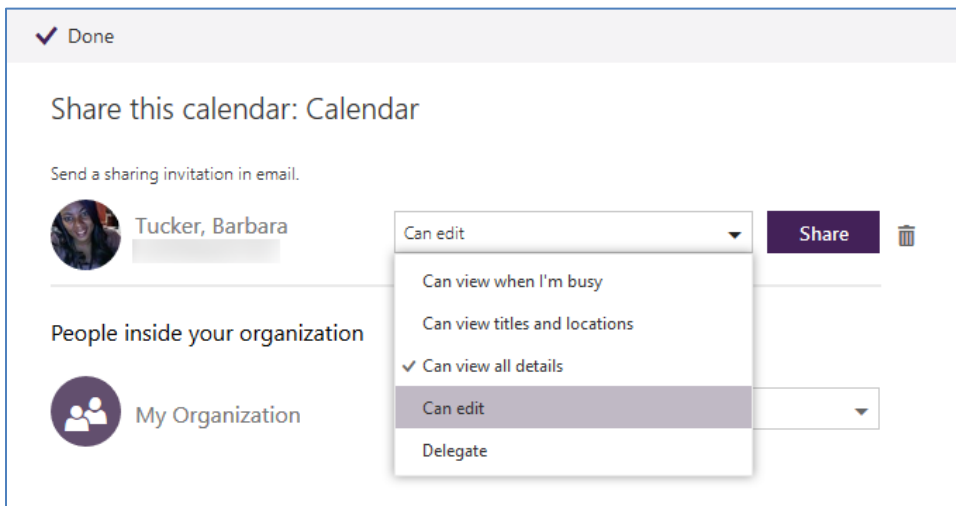 Done
Share this calendar: Calendar
Send a sharing invitation in email.
Tucker, Barbara
Can edit
Share
Can view when I'm busy
Can view titles and locations
Can view all details
Can edit
Delegate
People inside your organization
My Organization